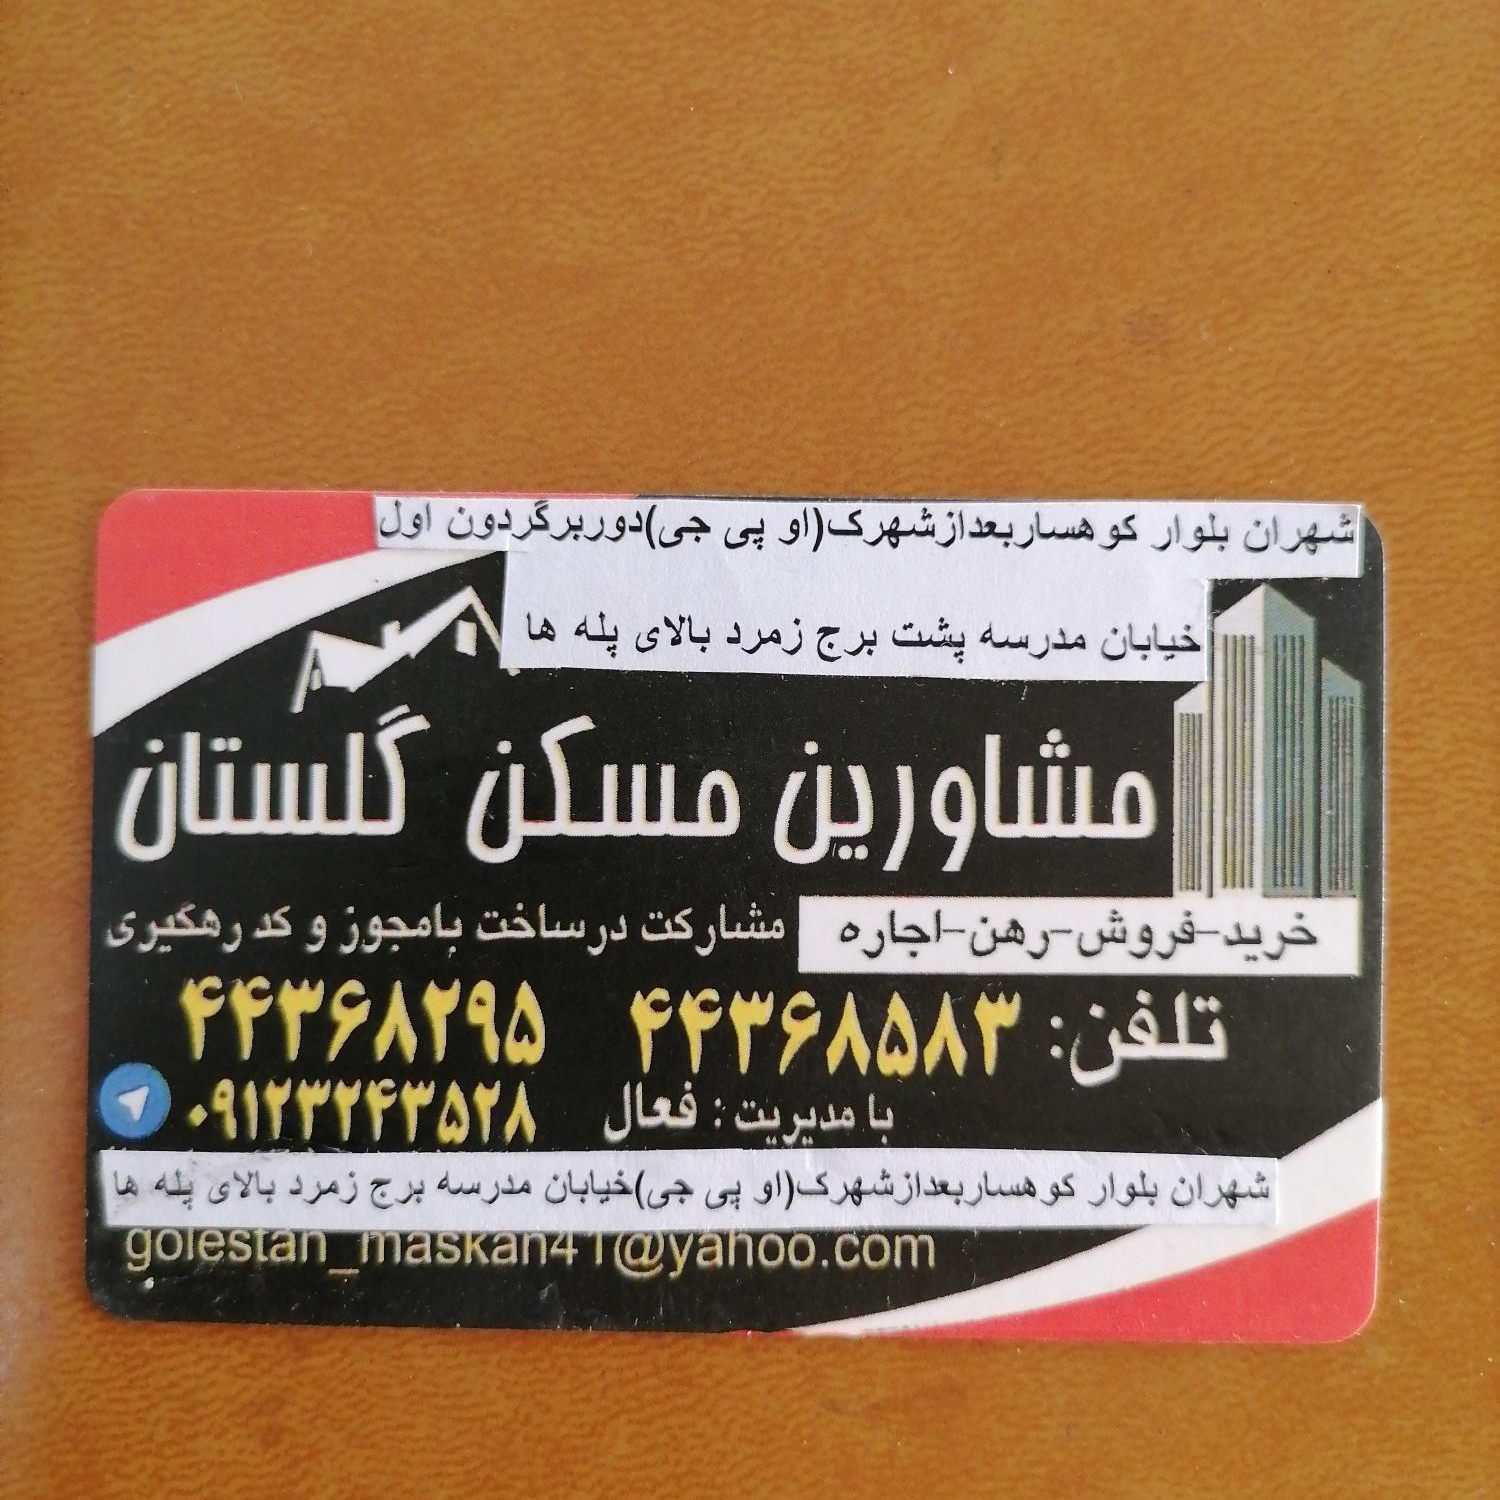 شهران بلوار کوهساربعدازشهرک(او پی جی)دوربرگردون اول
خیابان مدرسه پشت برج زمرد بالای پله ها
مشاورین مسکن گلستان
خرید-فروش-رهن-اجاره مشارکت درساخت بامجوز و کد رهگیری
تلفن: ۴۴۳۶۸۵۸۳ ۴۴۳۶۸۲۹۵
با مدیریت : فعال ۰۹۱۲۳۲۴۳۵۲۸
شهران بلوار کوهساربعدازشهرک(او پی جی)خیابان مدرسه برج زمرد بالای پله ها
golestan_maskan41@yahoo.com